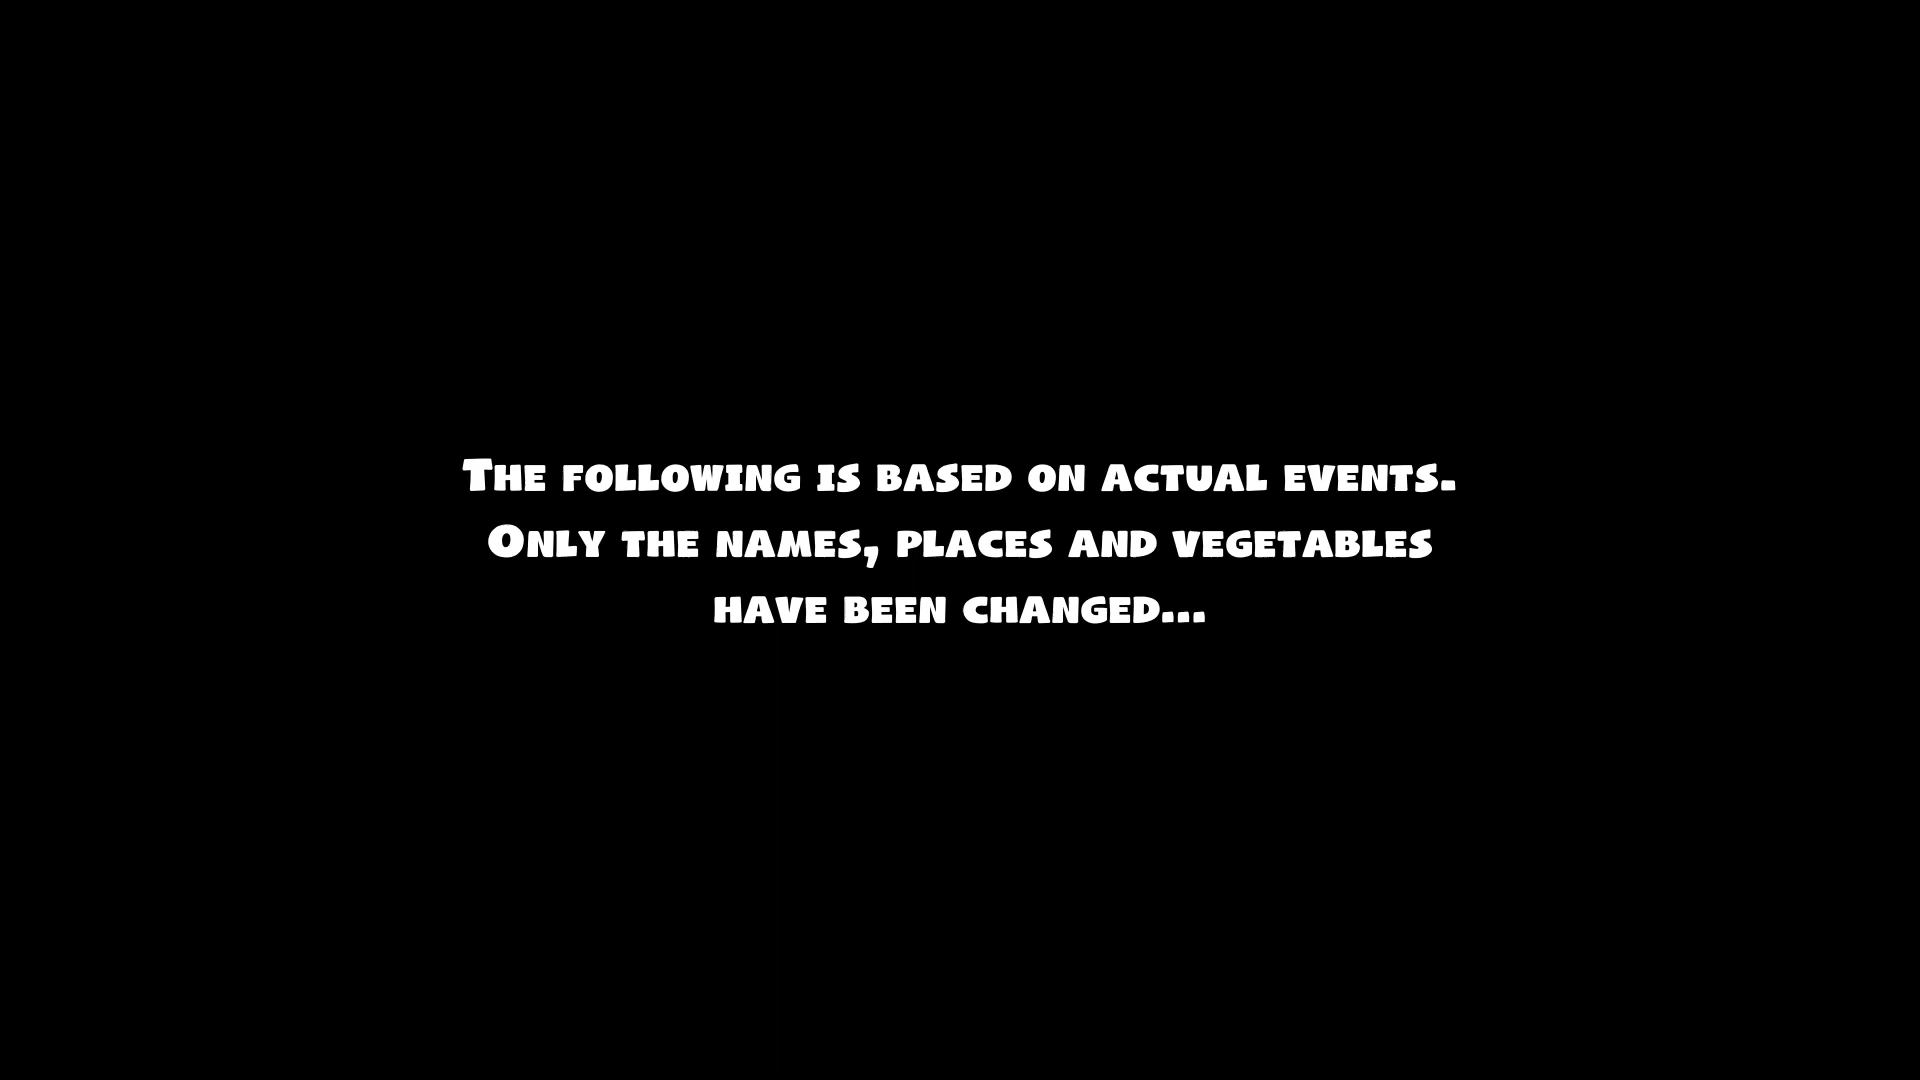 The following is based on actual events.
Only the names, places and vegetables
have been changed...